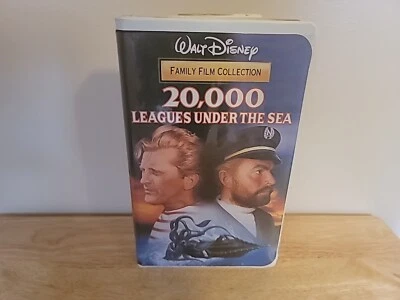 WALT DISNEY
FAMILY FILM COLLECTION
20,000
LEAGUES UNDER THE SEA
N